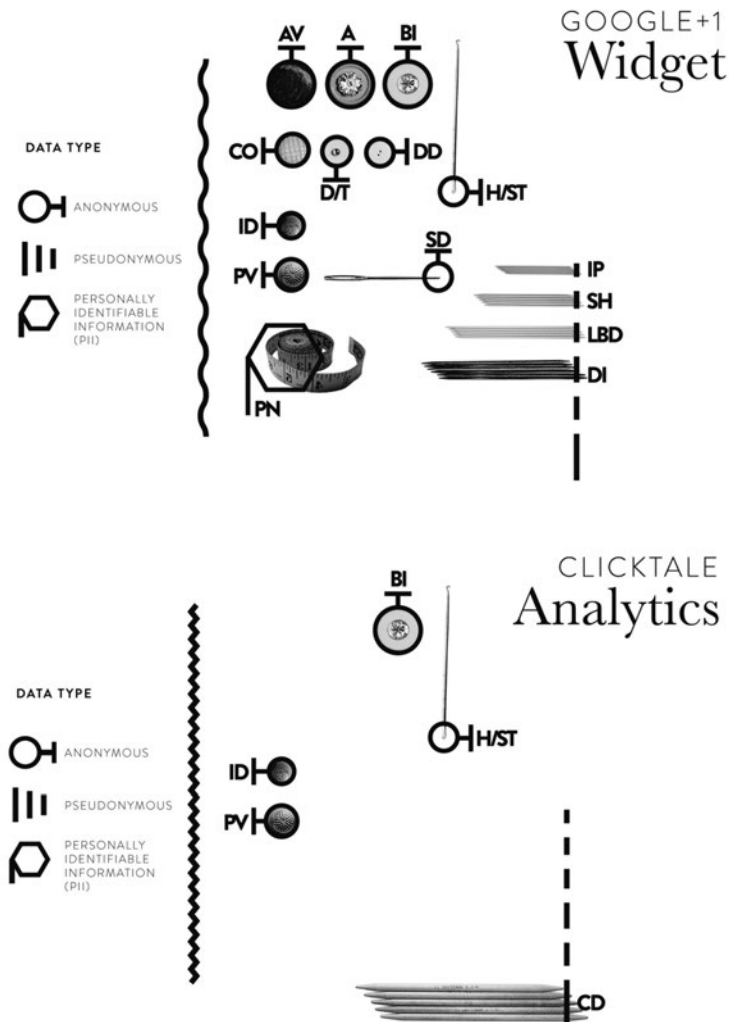 GOOGLE+1
Widget
AV A BI
DATA TYPE
CO D/T DD
ANONYMOUS
H/ST
ID
SD
PSEUDONYMOUS
PV
IP
PERSONALLY
IDENTIFIABLE
INFORMATION
(PII)
SH
LBD
DI
PN
CLICKTALE
Analytics
BI
DATA TYPE
ANONYMOUS
H/ST
ID
PSEUDONYMOUS
PV
PERSONALLY
IDENTIFIABLE
INFORMATION
(PII)
CD